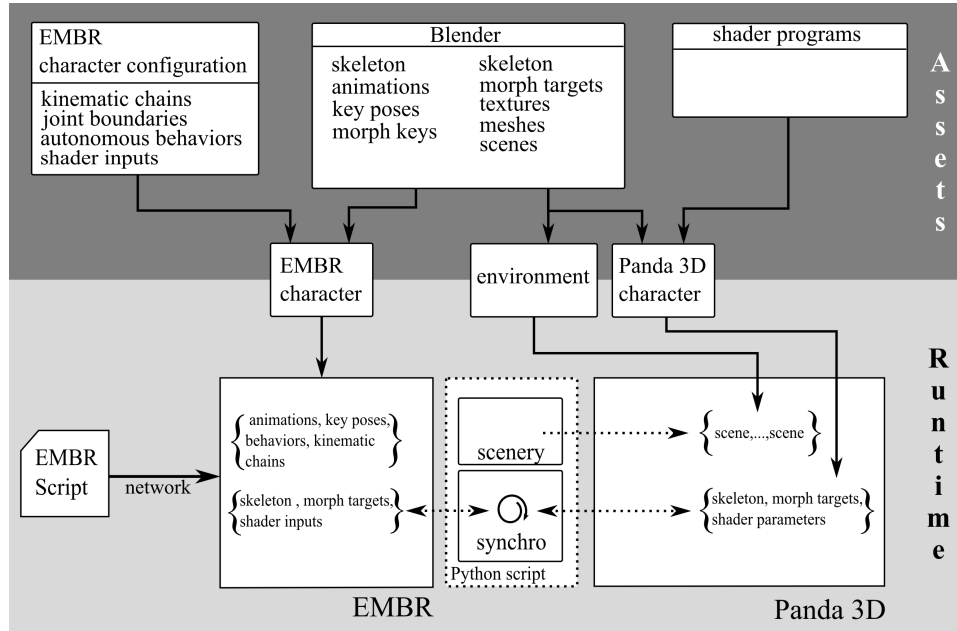 EMBR
character configuration
kinematic chains
joint boundaries
autonomous behaviors
shader inputs
Blender
skeleton
animations
key poses
morph keys
skeleton
morph targets
textures
meshes
scenes
shader programs
Assets
EMBR
character
environment
Panda 3D
character
Runtime
EMBR
Script
network
{animations, key poses,
behaviors, kinematic
chains}
{skeleton , morph targets,
shader inputs}
EMBR
scenery
synchro
Python script
{scene,...,scene}
{skeleton, morph targets,
shader parameters}
Panda 3D